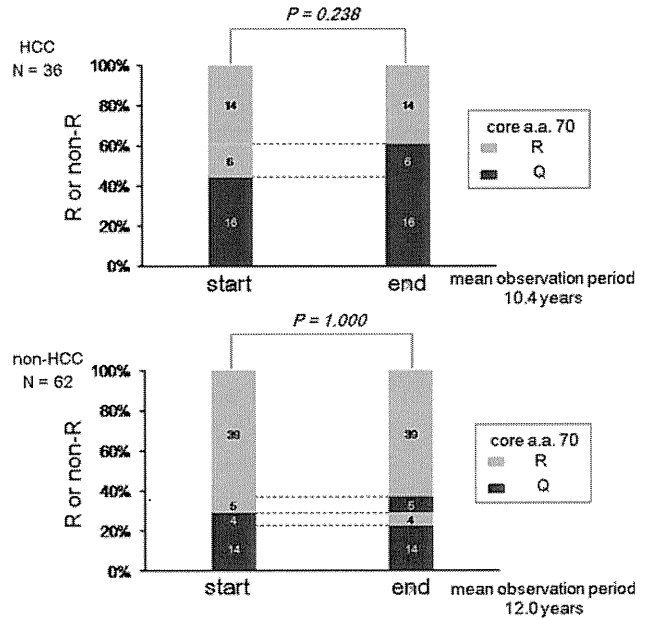 P = 0.238
HCC
N = 36
R or non-R
100%
80%
60%
40%
20%
0%
14
6
16
14
6
16
start
end
core a.a. 70
R
Q
mean observation period
10.4 years
P = 1.000
non-HCC
N = 62
R or non-R
100%
80%
60%
40%
20%
0%
39
5
4
14
39
5
4
14
start
end
core a.a. 70
R
Q
mean observation period
12.0 years